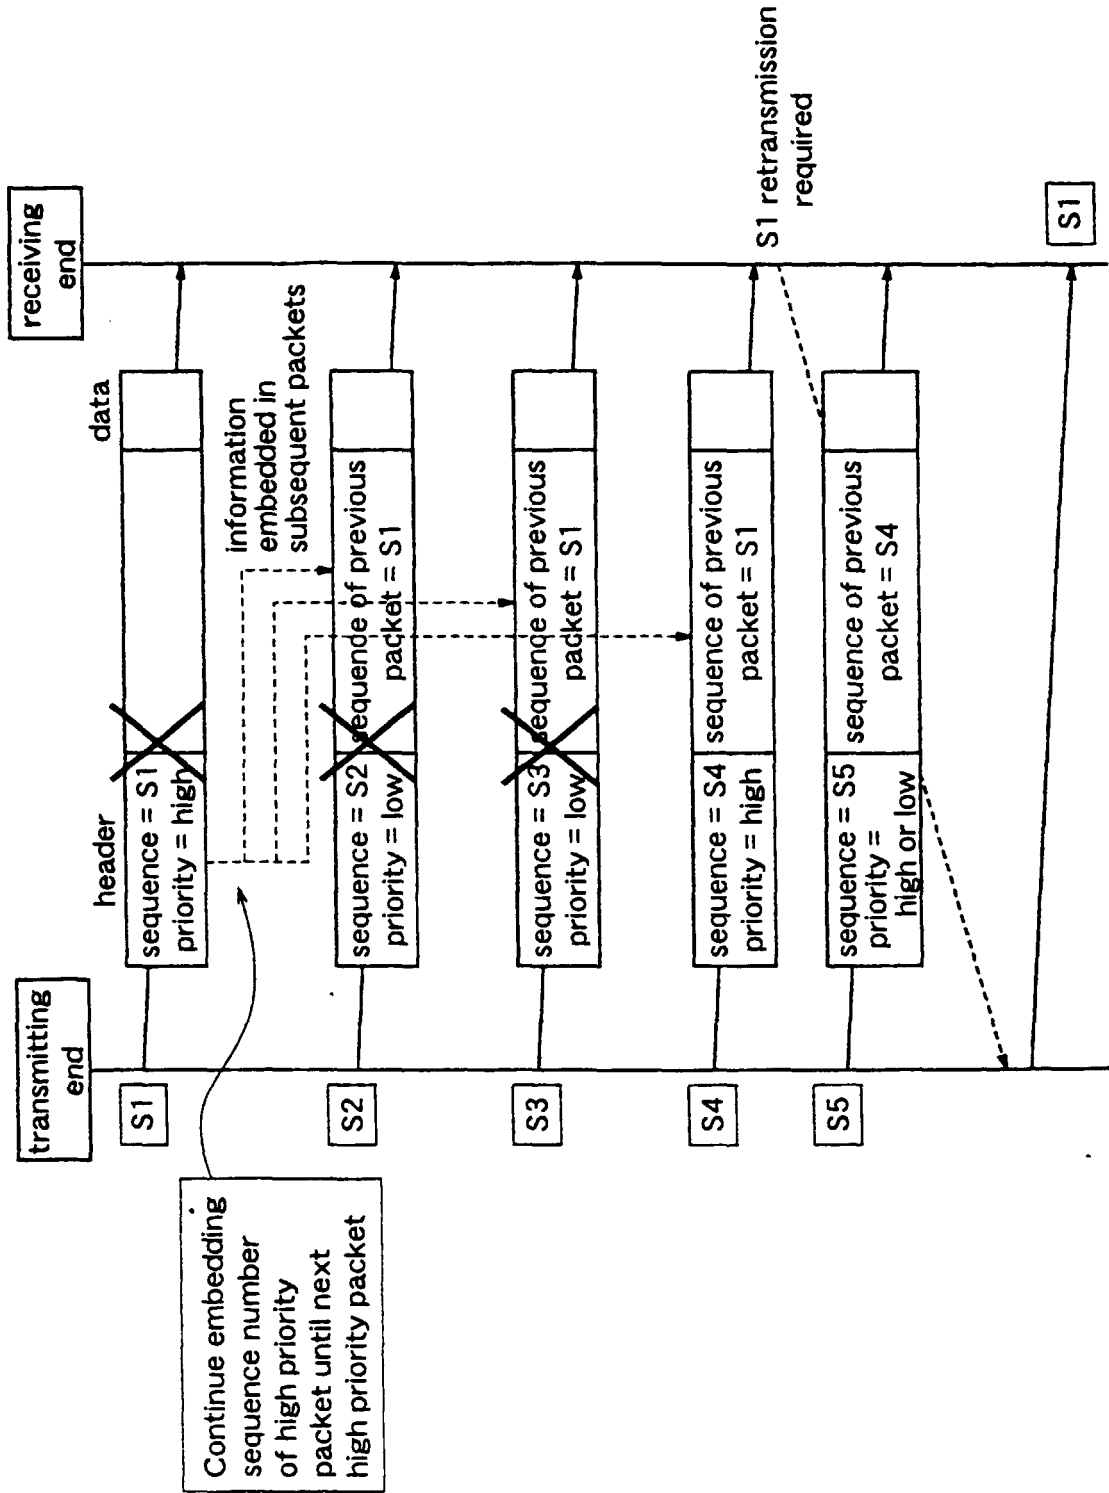 transmitting
end
receiving
end
Continue embedding
sequence number
of high priority
packet until next
high priority packet
header
data
S1
sequence = S1
priority = high
information
embedded in
subsequent packets
S2
sequence = S2
priority = low
sequence of previous
packet = S1
S3
sequence = S3
priority = low
sequence of previous
packet = S1
S4
sequence = S4
priority = high
sequence of previous
packet = S1
S1 retransmission
required
S5
sequence = S5
priority =
high or low
sequence of previous
packet = S4
S1